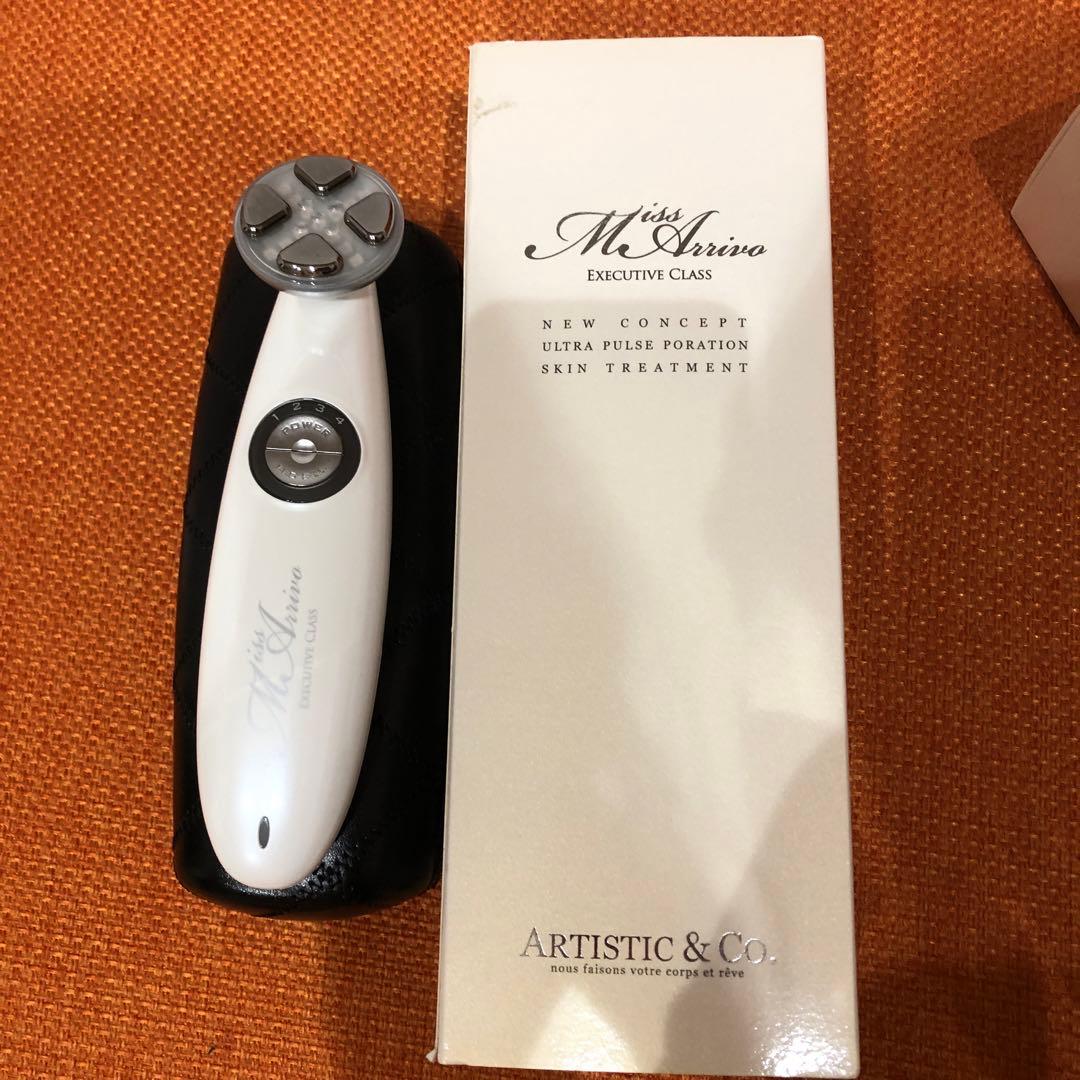 1 2 3 4
POWER
MODE
Miss
Arrivo
EXECUTIVE CLASS
Miss
Arrivo
EXECUTIVE CLASS
NEW CONCEPT
ULTRA PULSE PORATION
SKIN TREATMENT
ARTISTIC & CO.
nous faisons votre corps et rêve